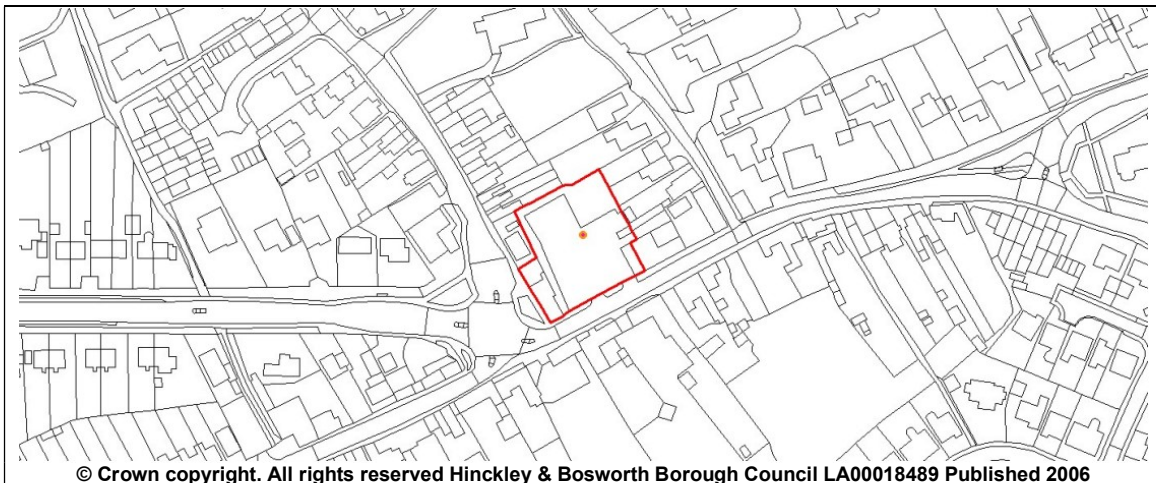 © Crown copyright. All rights reserved Hinckley & Bosworth Borough Council LA00018489 Published 2006